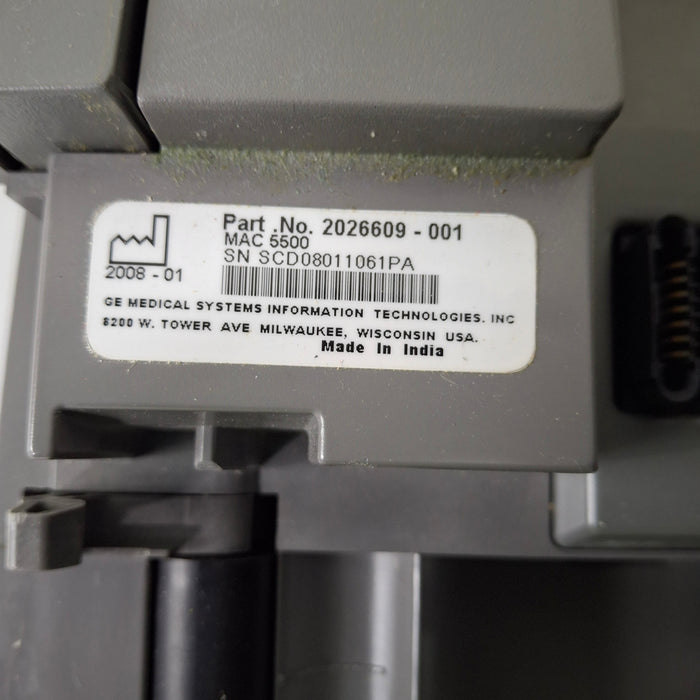 Part .No. 2026609 - 001
MAC 5500
SN SCD08011061PA
2008 - 01
GE MEDICAL SYSTEMS INFORMATION TECHNOLOGIES. INC
8200 W. TOWER AVE MILWAUKEE, WISCONSIN USA.
Made In India